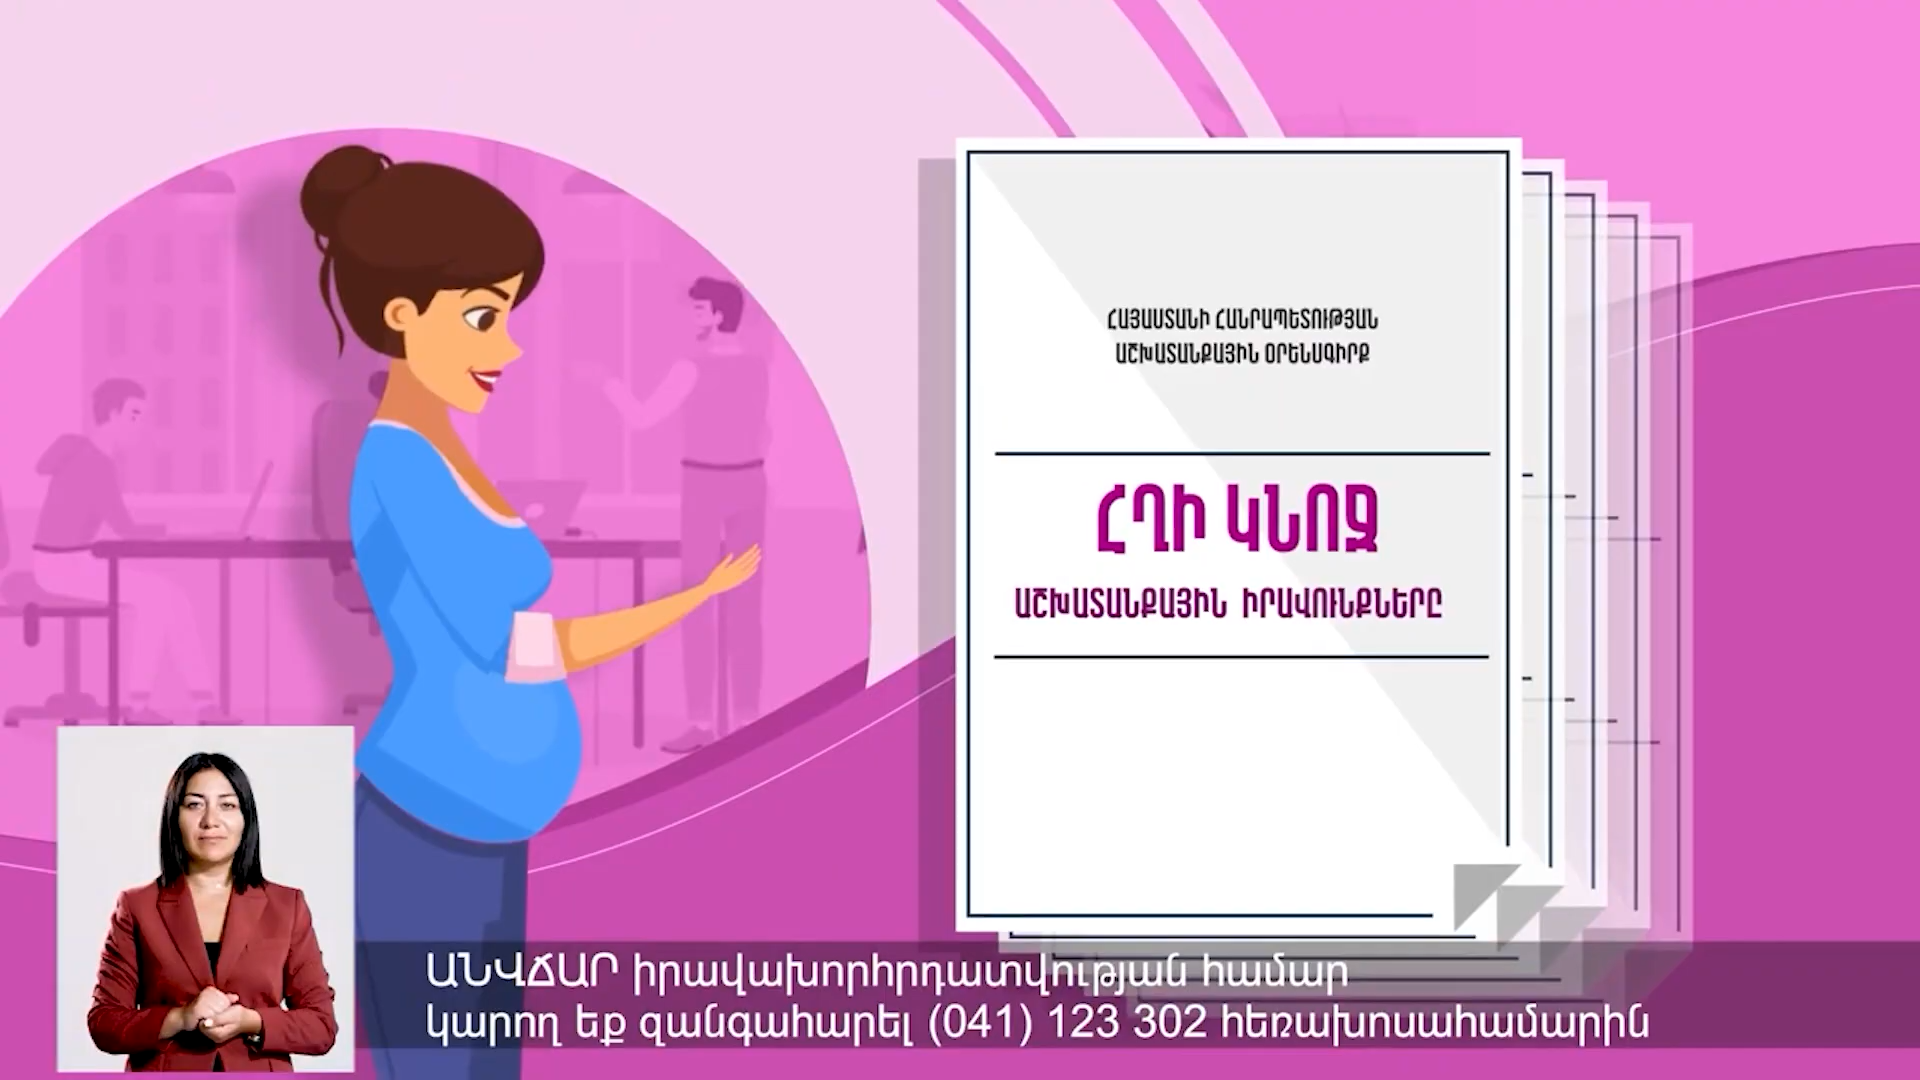 ՀԱՅԱՍՏԱՆԻ ՀԱՆՐԱՊԵՏՈՒԹՅԱՆ
ԱՇԽԱՏԱՆՔԱՅԻՆ ՕՐԵՆՍԳԻՐՔ
ՀՂԻ ԿՆՈՋ
ԱՇԽԱՏԱՆՔԱՅԻՆ ԻՐԱՎՈՒՆՔՆԵՐԸ
ԱՆՎՃԱՐ իրավախորհրդատվության համար
կարող եք զանգահարել (041) 123 302 հեռախոսահամարին